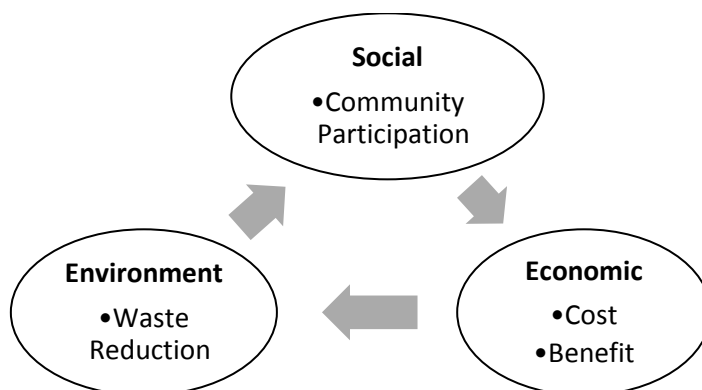 Social
•Community
Participation
Environment
•Waste
Reduction
Economic
•Cost
•Benefit